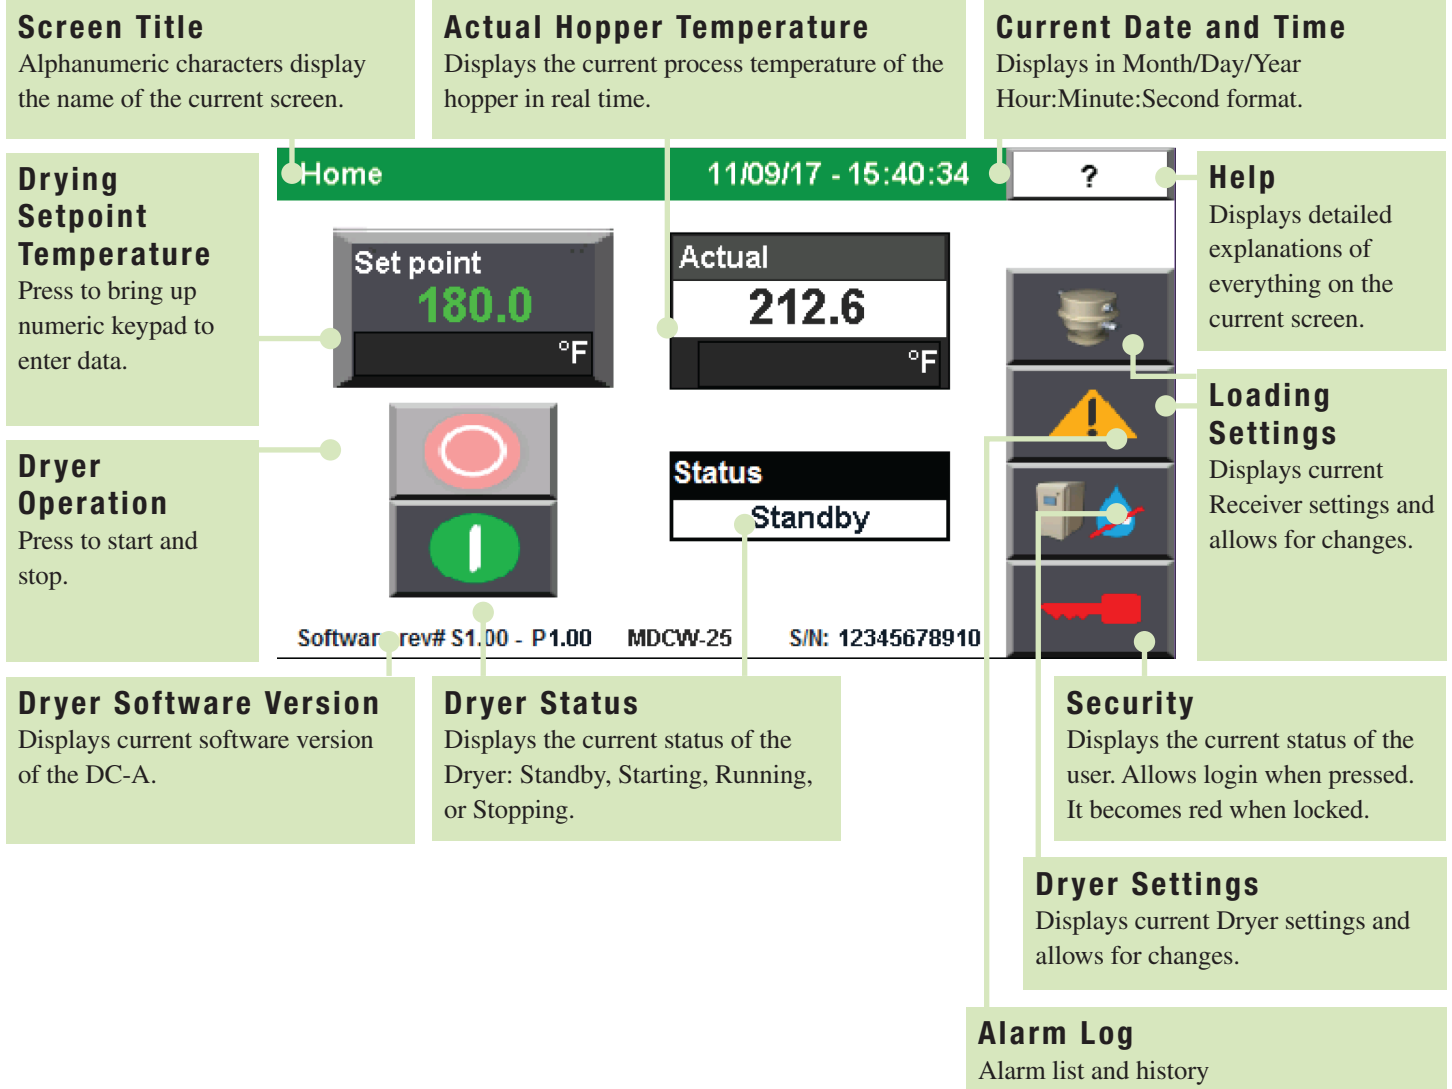 Screen Title
Alphanumeric characters display
the name of the current screen.
Actual Hopper Temperature
Displays the current process temperature of the
hopper in real time.
Current Date and Time
Displays in Month/Day/Year
Hour:Minute:Second format.
Drying
Setpoint
Temperature
Press to bring up
numeric keypad to
enter data.
Dryer
Operation
Press to start and
stop.
Home
11/09/17 - 15:40:34
?
Set point
180.0
°F
Actual
212.6
°F
Status
Standby
Software rev# S1.00 - P1.00
MDCW-25
S/N: 12345678910
Help
Displays detailed
explanations of
everything on the
current screen.
Loading
Settings
Displays current
Receiver settings and
allows for changes.
Dryer Software Version
Displays current software version
of the DC-A.
Dryer Status
Displays the current status of the
Dryer: Standby, Starting, Running,
or Stopping.
Security
Displays the current status of the
user. Allows login when pressed.
It becomes red when locked.
Dryer Settings
Displays current Dryer settings and
allows for changes.
Alarm Log
Alarm list and history